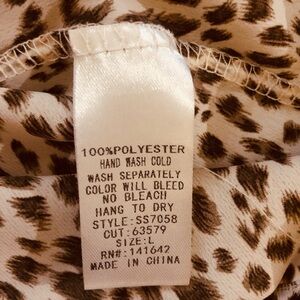 100%POLYESTER
HAND WASH COLD
WASH SEPARATELY
COLOR WILL BLEED
NO BLEACH
HANG TO DRY
STYLE:SS7058
CUT:63579
SIZE:L
RN#:141642
MADE IN CHINA